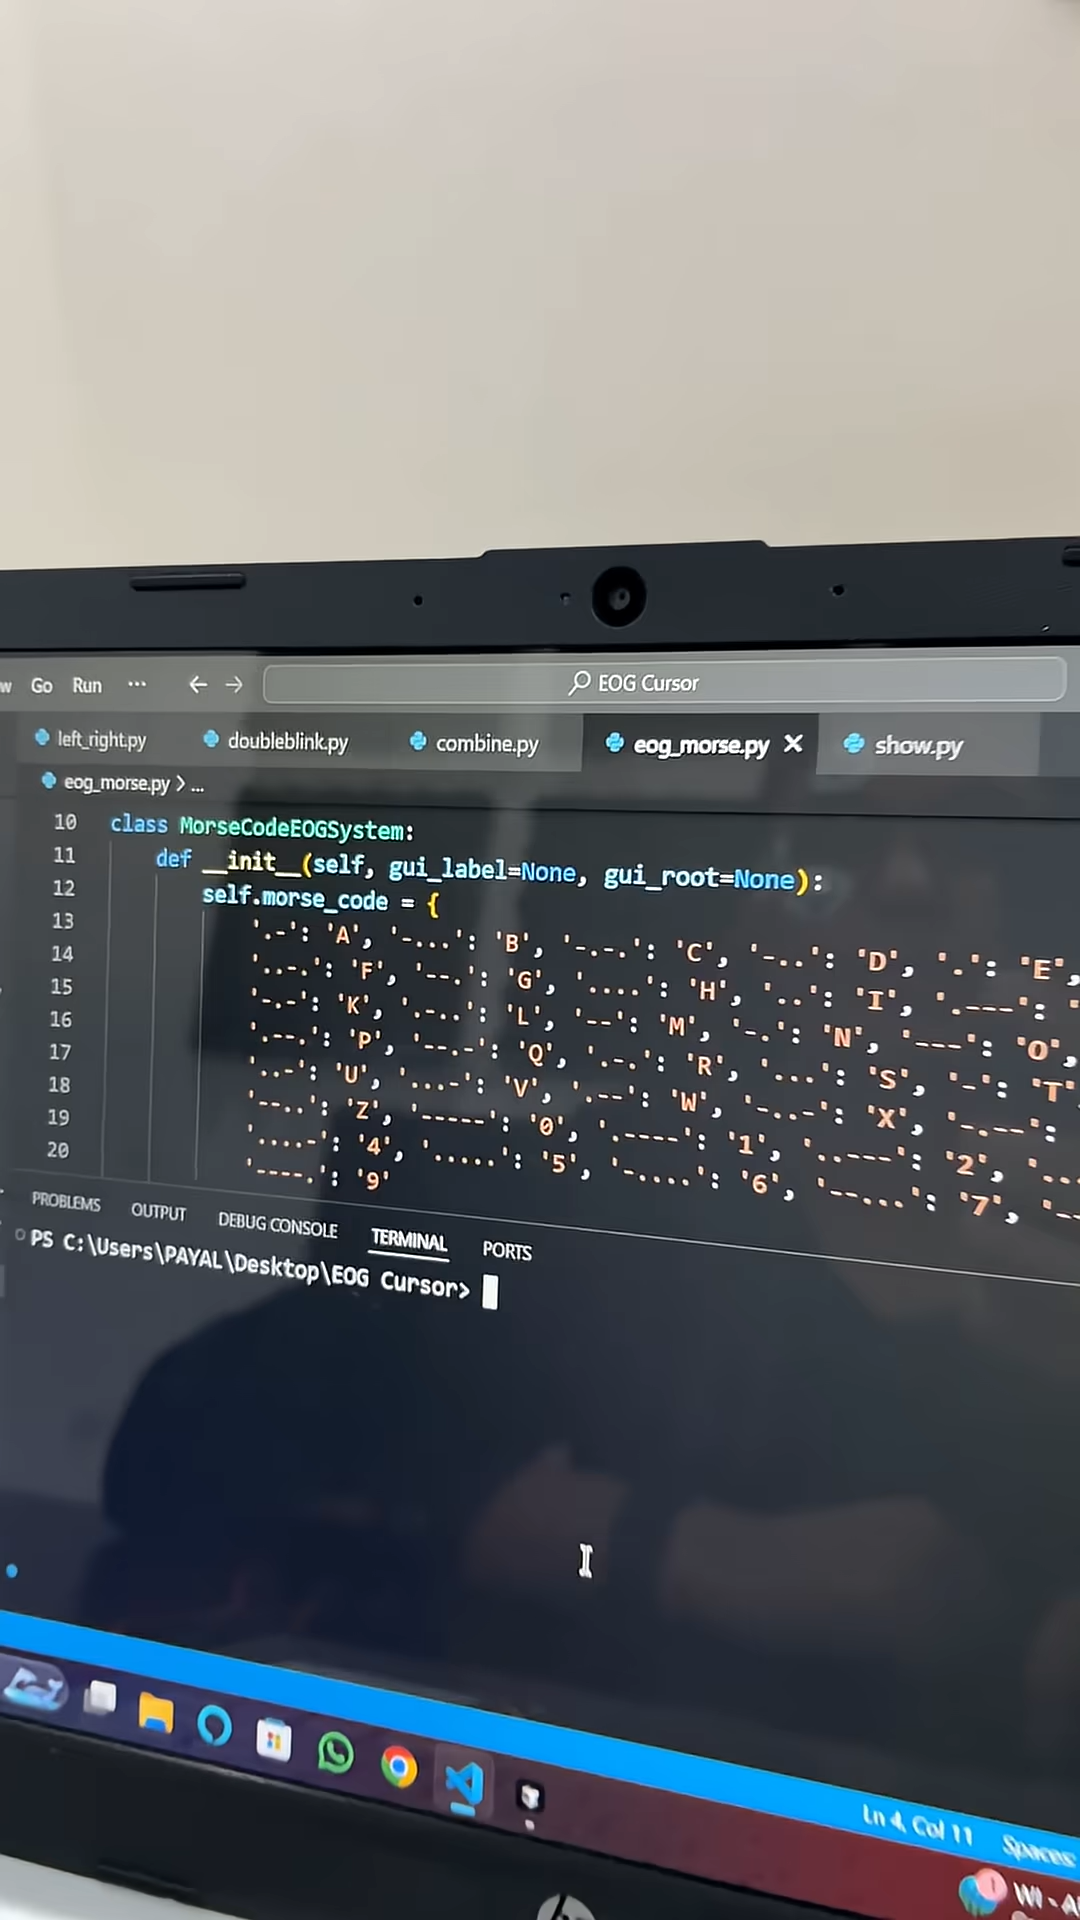 Go Run ··· ← → EOG Cursor
left_right.py doubleblink.py combine.py eog_morse.py × show.py
eog_morse.py > ...
10 class MorseCodeEOGSystem:
11 def __init__(self, gui_label=None, gui_root=None):
12 self.morse_code = {
13 '.-': 'A', '-...': 'B', '-.-.': 'C', '-..': 'D', '.': 'E',
14 '..-.': 'F', '--.': 'G', '....': 'H', '..': 'I', '.---':
15 '-.-': 'K', '.-..': 'L', '--': 'M', '-.': 'N', '---': 'O',
16 '.--.': 'P', '--.-': 'Q', '.-.': 'R', '...': 'S', '-': 'T'
17 '..-': 'U', '...-': 'V', '.--': 'W', '-..-': 'X', '-.--':
18 '--..': 'Z', '-----': '0', '.----': '1', '..---': '2',
19 '....-': '4', '.....': '5', '-....': '6', '--...': '7',
20 '----.': '9'
PROBLEMS OUTPUT DEBUG CONSOLE TERMINAL PORTS
PS C:\Users\PAYAL\Desktop\EOG Cursor>
Ln 4, Col 11 Spaces:
WI - A
hp